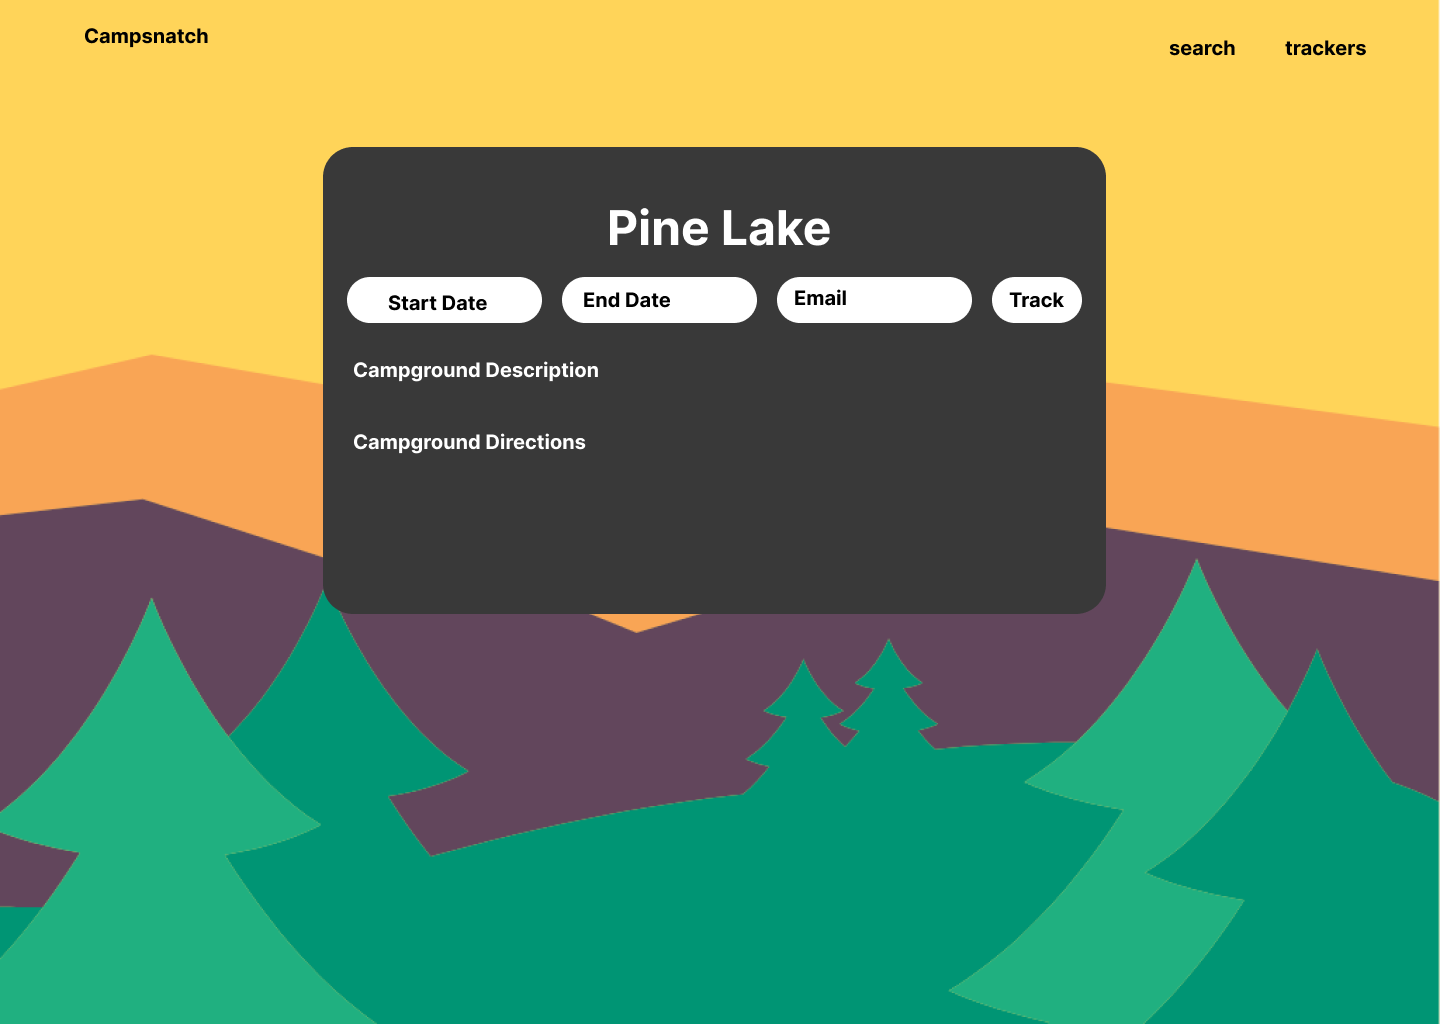 Campsnatch
search trackers
Pine Lake
Start Date End Date Email Track
Campground Description
Campground Directions